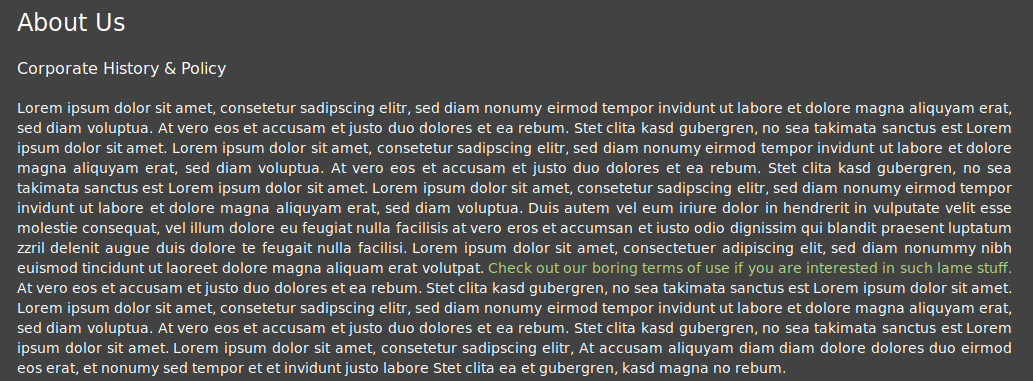 About Us
Corporate History & Policy
Lorem ipsum dolor sit amet, consetetur sadipscing elitr, sed diam nonumy eirmod tempor invidunt ut labore et dolore magna aliquyam erat,
sed diam voluptua. At vero eos et accusam et justo duo dolores et ea rebum. Stet clita kasd gubergren, no sea takimata sanctus est Lorem
ipsum dolor sit amet. Lorem ipsum dolor sit amet, consetetur sadipscing elitr, sed diam nonumy eirmod tempor invidunt ut labore et dolore
magna aliquyam erat, sed diam voluptua. At vero eos et accusam et justo duo dolores et ea rebum. Stet clita kasd gubergren, no sea
takimata sanctus est Lorem ipsum dolor sit amet. Lorem ipsum dolor sit amet, consetetur sadipscing elitr, sed diam nonumy eirmod tempor
invidunt ut labore et dolore magna aliquyam erat, sed diam voluptua. Duis autem vel eum iriure dolor in hendrerit in vulputate velit esse
molestie consequat, vel illum dolore eu feugiat nulla facilisis at vero eros et accumsan et iusto odio dignissim qui blandit praesent luptatum
zzril delenit augue duis dolore te feugait nulla facilisi. Lorem ipsum dolor sit amet, consectetuer adipiscing elit, sed diam nonummy nibh
euismod tincidunt ut laoreet dolore magna aliquam erat volutpat. Check out our boring terms of use if you are interested in such lame stuff.
At vero eos et accusam et justo duo dolores et ea rebum. Stet clita kasd gubergren, no sea takimata sanctus est Lorem ipsum dolor sit amet.
Lorem ipsum dolor sit amet, consetetur sadipscing elitr, sed diam nonumy eirmod tempor invidunt ut labore et dolore magna aliquyam erat,
sed diam voluptua. At vero eos et accusam et justo duo dolores et ea rebum. Stet clita kasd gubergren, no sea takimata sanctus est Lorem
ipsum dolor sit amet. Lorem ipsum dolor sit amet, consetetur sadipscing elitr, At accusam aliquyam diam diam dolore dolores duo eirmod
eos erat, et nonumy sed tempor et et invidunt justo labore Stet clita ea et gubergren, kasd magna no rebum.